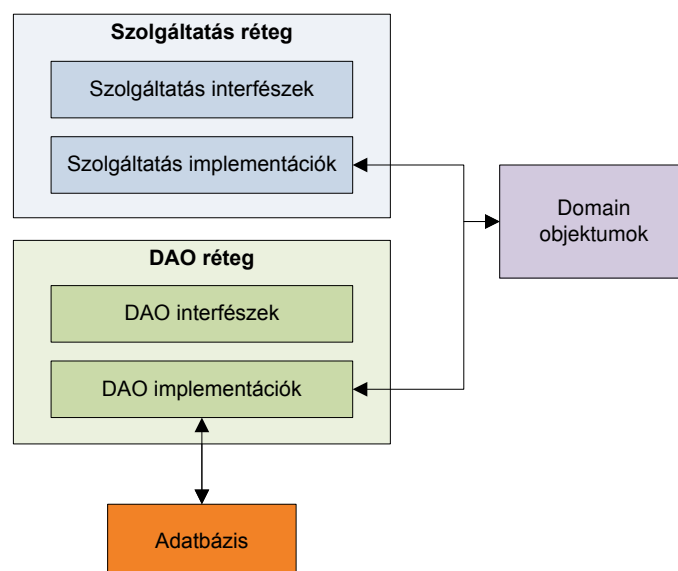 Szolgáltatás réteg
Szolgáltatás interfészek
Szolgáltatás implementációk
Domain
objektumok
DAO réteg
DAO interfészek
DAO implementációk
Adatbázis